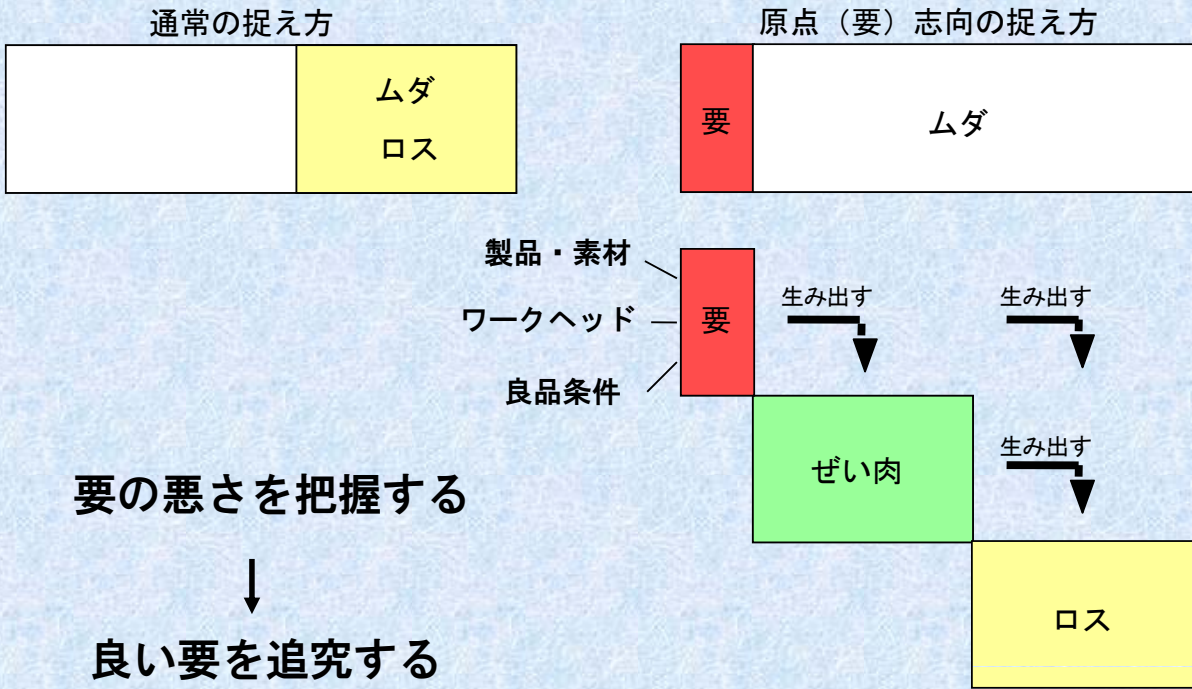 通常の捉え方
ムダ
ロス
原点（要）志向の捉え方
要
ムダ
製品・素材
ワークヘッド
良品条件
要
生み出す
生み出す
ぜい肉
生み出す
ロス
要の悪さを把握する
↓
良い要を追究する